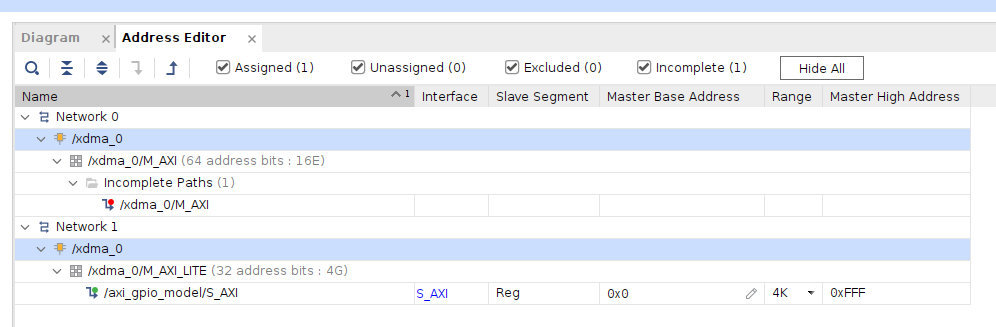 Diagram × Address Editor ×
Assigned (1) Unassigned (0) Excluded (0) Incomplete (1) Hide All
Name 1 Interface Slave Segment Master Base Address Range Master High Address
Network 0
/xdma_0
/xdma_0/M_AXI (64 address bits : 16E)
Incomplete Paths (1)
/xdma_0/M_AXI
Network 1
/xdma_0
/xdma_0/M_AXI_LITE (32 address bits : 4G)
/axi_gpio_model/S_AXI S_AXI Reg 0x0 4K 0xFFF